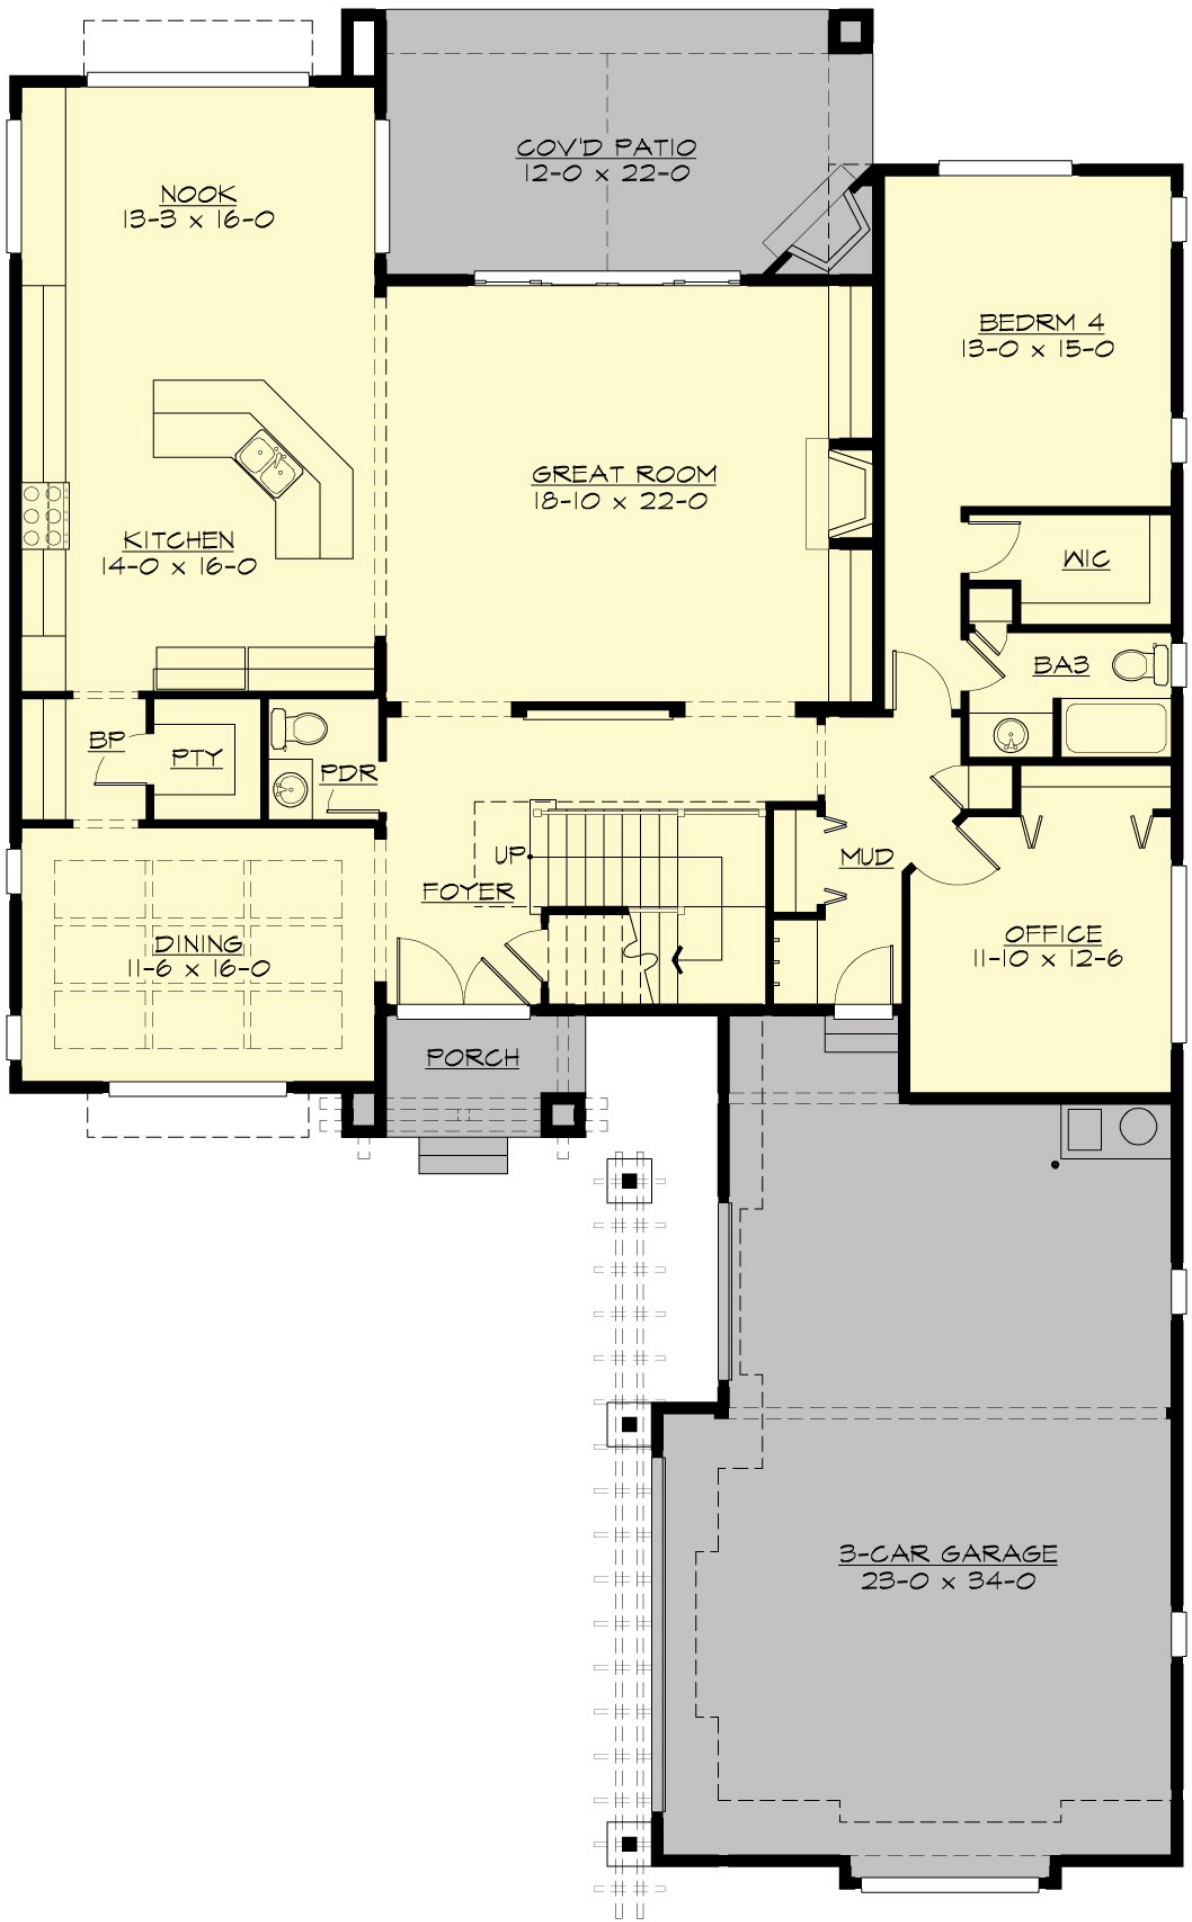 COV'D PATIO
12-0 x 22-0
NOOK
13-3 x 16-0
BEDRM 4
13-0 x 15-0
GREAT ROOM
18-10 x 22-0
KITCHEN
14-0 x 16-0
WIC
BA3
BP
PTY
PDR
UP
FOYER
MUD
DINING
11-6 x 16-0
OFFICE
11-10 x 12-6
PORCH
3-CAR GARAGE
23-0 x 34-0